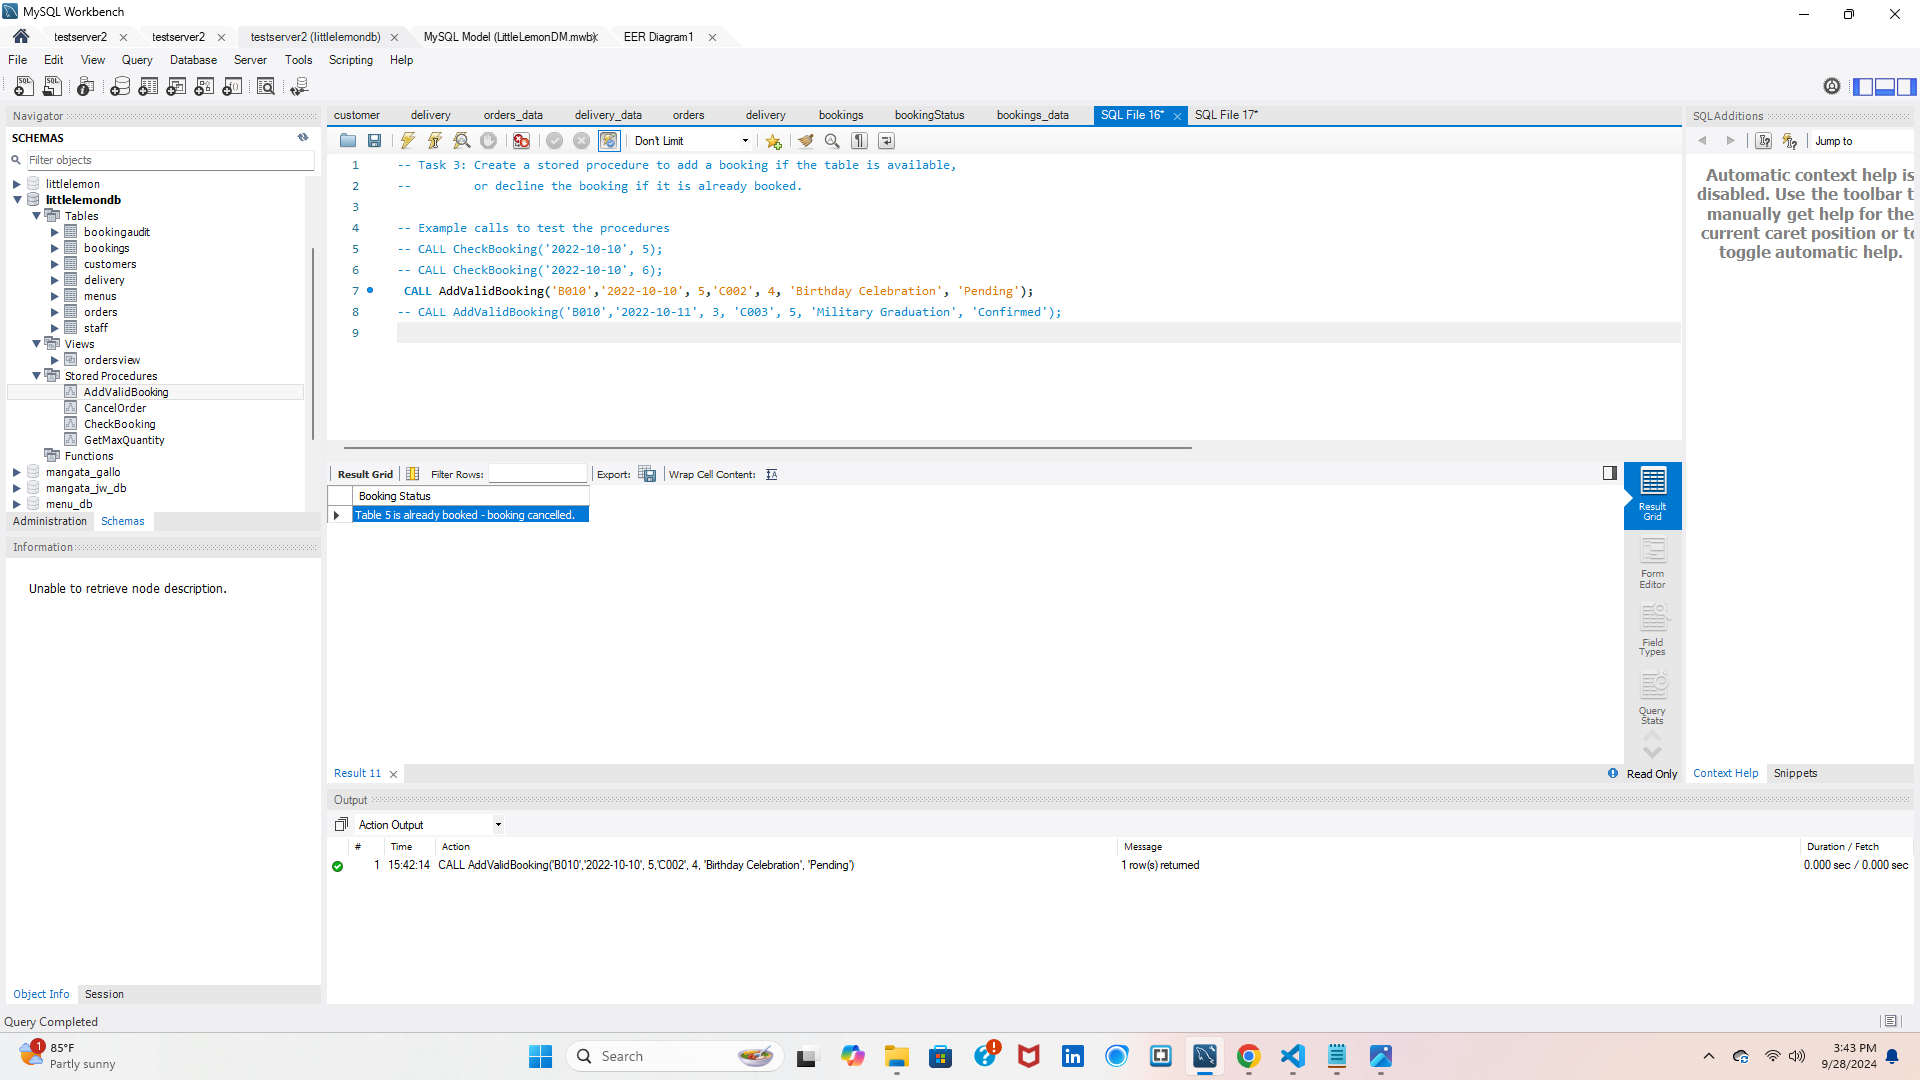 MySQL Workbench
testserver2
testserver2
testserver2 (littlelemondb)
MySQL Model (LittleLemonDM.mwb)
EER Diagram1
File Edit View Query Database Server Tools Scripting Help
Navigator
SCHEMAS
Filter objects
littlelemon
littlelemondb
Tables
bookingaudit
bookings
customers
delivery
menus
orders
staff
Views
ordersview
Stored Procedures
AddValidBooking
CancelOrder
CheckBooking
GetMaxQuantity
Functions
mangata_gallo
mangata_jw_db
menu_db
Administration Schemas
Information
Unable to retrieve node description.
Object Info Session
customer delivery orders_data delivery_data orders delivery bookings bookingStatus bookings_data SQL File 16* SQL File 17*
Don't Limit
1 -- Task 3: Create a stored procedure to add a booking if the table is available,
2 -- or decline the booking if it is already booked.
3
4 -- Example calls to test the procedures
5 -- CALL CheckBooking('2022-10-10', 5);
6 -- CALL CheckBooking('2022-10-10', 6);
7 CALL AddValidBooking('B010','2022-10-10', 5,'C002', 4, 'Birthday Celebration', 'Pending');
8 -- CALL AddValidBooking('B010','2022-10-11', 3, 'C003', 5, 'Military Graduation', 'Confirmed');
9
Result Grid Filter Rows: Export: Wrap Cell Content:
Booking Status
Table 5 is already booked - booking cancelled.
Result
Grid
Form
Editor
Field
Types
Query
Stats
Result 11
Read Only
SQLAdditions
Jump to
Automatic context help is
disabled. Use the toolbar t
manually get help for the
current caret position or to
toggle automatic help.
Context Help Snippets
Output
Action Output
# Time Action Message Duration / Fetch
1 15:42:14 CALL AddValidBooking('B010','2022-10-10', 5,'C002', 4, 'Birthday Celebration', 'Pending') 1 row(s) returned 0.000 sec / 0.000 sec
Query Completed
1
85°F
Partly sunny
Search
3:43 PM
9/28/2024